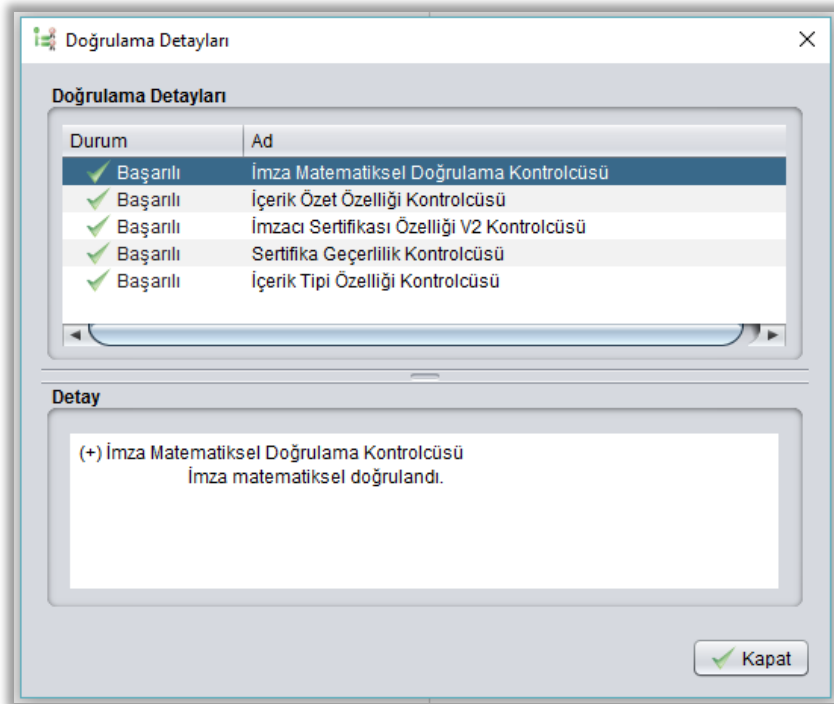 Doğrulama Detayları
Doğrulama Detayları
Durum Ad
Başarılı İmza Matematiksel Doğrulama Kontrolcüsü
Başarılı İçerik Özet Özelliği Kontrolcüsü
Başarılı İmzacı Sertifikası Özelliği V2 Kontrolcüsü
Başarılı Sertifika Geçerlilik Kontrolcüsü
Başarılı İçerik Tipi Özelliği Kontrolcüsü
Detay
(+) İmza Matematiksel Doğrulama Kontrolcüsü
İmza matematiksel doğrulandı.
Kapat